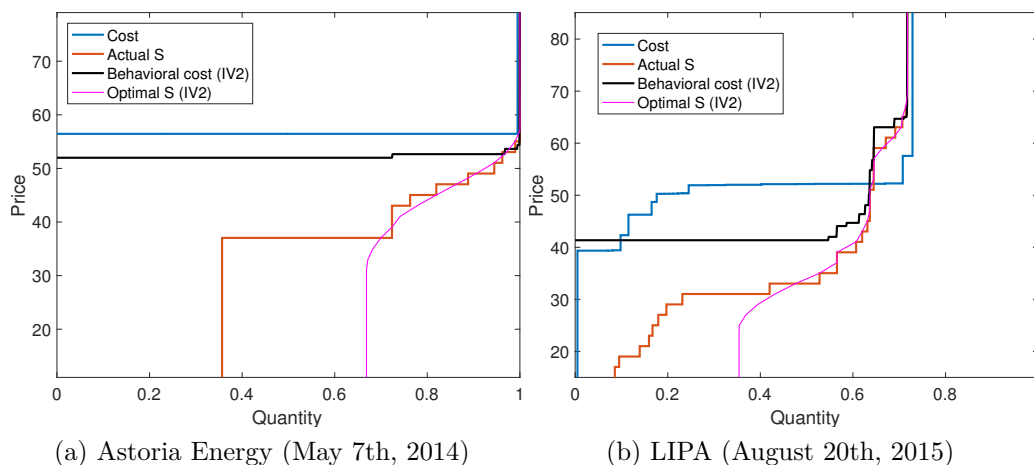 Cost
Actual S
Behavioral cost (IV2)
Optimal S (IV2)
70
60
50
40
30
20
Price
0
0.2
0.4
0.6
0.8
1
Quantity
(a) Astoria Energy (May 7th, 2014)
Cost
Actual S
Behavioral cost (IV2)
Optimal S (IV2)
80
70
60
50
40
30
20
Price
0
0.2
0.4
0.6
0.8
Quantity
(b) LIPA (August 20th, 2015)